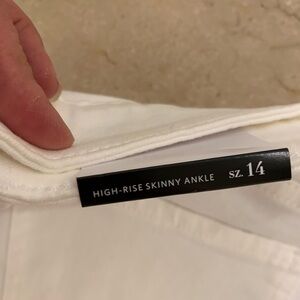 HIGH-RISE SKINNY ANKLE SZ. 14